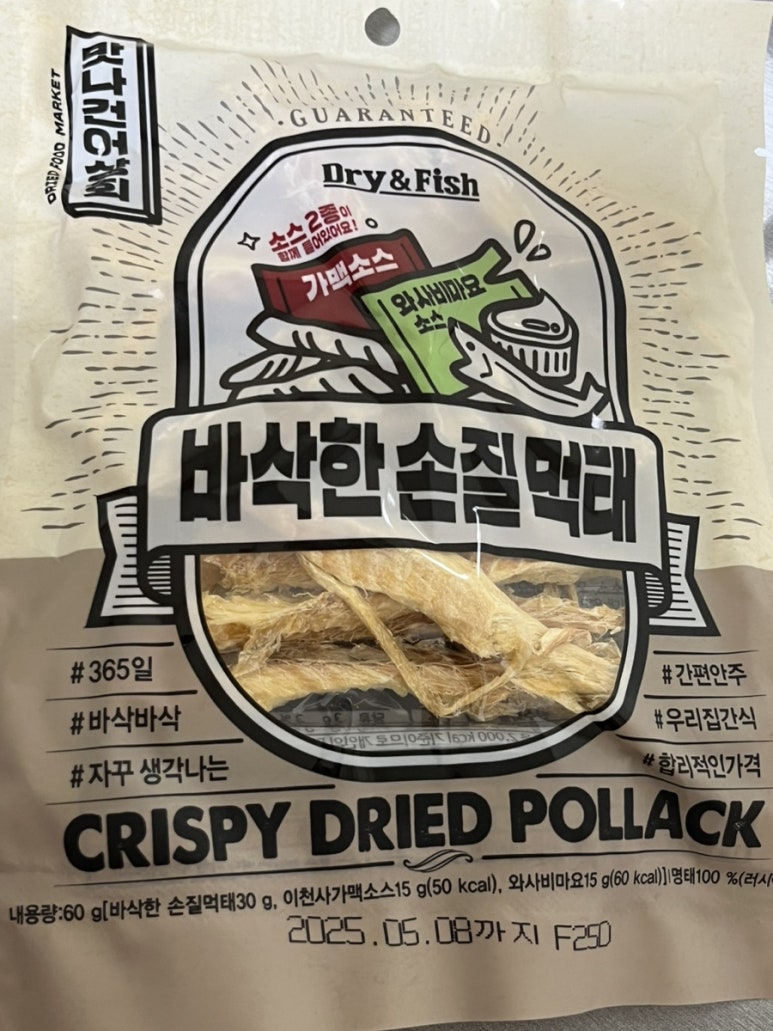 맛나건어물
DRIED FOOD MARKET
GUARANTEED
Dry&Fish
소스 2종이
함께 들어있어요!
가맥소스
와사비마요
소스
바삭한 손질 먹태
#365일
#바삭바삭
#자꾸 생각나는
#간편안주
#우리집간식
#합리적인가격
CRISPY DRIED POLLACK
내용량:60 g[바삭한 손질먹태30 g, 이천사가맥소스15 g(50 kcal), 와사비마요15 g(60 kcal)]|명태100 %(러시
2025.05.08까지 F250